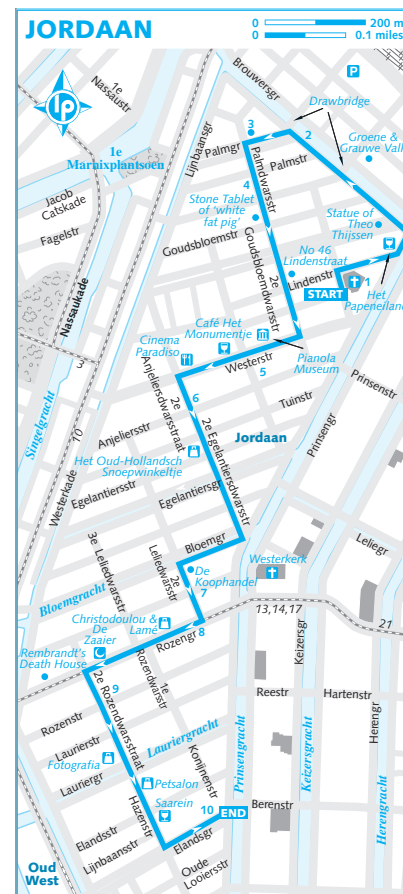 JORDAAN
0 200 m
0 0.1 miles
lp
P
1e
Nassaustr
Brouwersgr
Drawbridge
3
2
Groene &
Grauwe Valk
Lijnbaansgr
Palmgr
Palmdwarsstr
Palmstr
1e
Marnixplantsoen
4
Jacob
Catskade
Stone Tablet
of 'white
fat pig'
Statue of
Theo
Thijssen
Fagelstr
Goudsbloemstr
Goudsbloemdwarsstr
2e
No 46
Lindenstraat
Lindenstr
1
START
Het
Papeneiland
Nassaukade
Café Het
Monumentje
Cinema
Paradiso
Pianola
Museum
Westerstr
5
3
Prinsenstr
2e
Anjeliersdwarsstraat
6
Tuinstr
Singelgracht
10
Westerkade
Anjeliersstr
2e Egelantiersdwarsstr
Jordaan
Prinsengr
Het Oud-Hollandsch
Snoepwinkeltje
Egelantiersstr
Egelantiersgr
Leliegr
Bloemgr
3e Leliedwarsstr
2e
Leliedwarsstr
Westerkerk
De
Koophandel
Bloemgracht
7
13,14,17
21
Christodoulou &
Lamé
De
Zaaier
8
Rozengr
Keizersgr
Rembrandt's
Death House
9
2e Rozendwarsstraat
1e
Rozendwarsstr
Reestr
Hartenstr
Herengr
Rozenstr
Lauriergracht
Prinsengracht
Keizersgracht
Laurierstr
Fotografia
Konijnenstr
Lauriergr
Petsalon
Hazenstr
Saarein
10
END
Berenstr
Herengracht
Elandsstr
Elandsgr
Lijnbaansstr
Oud
West
Oude
Looiersstr